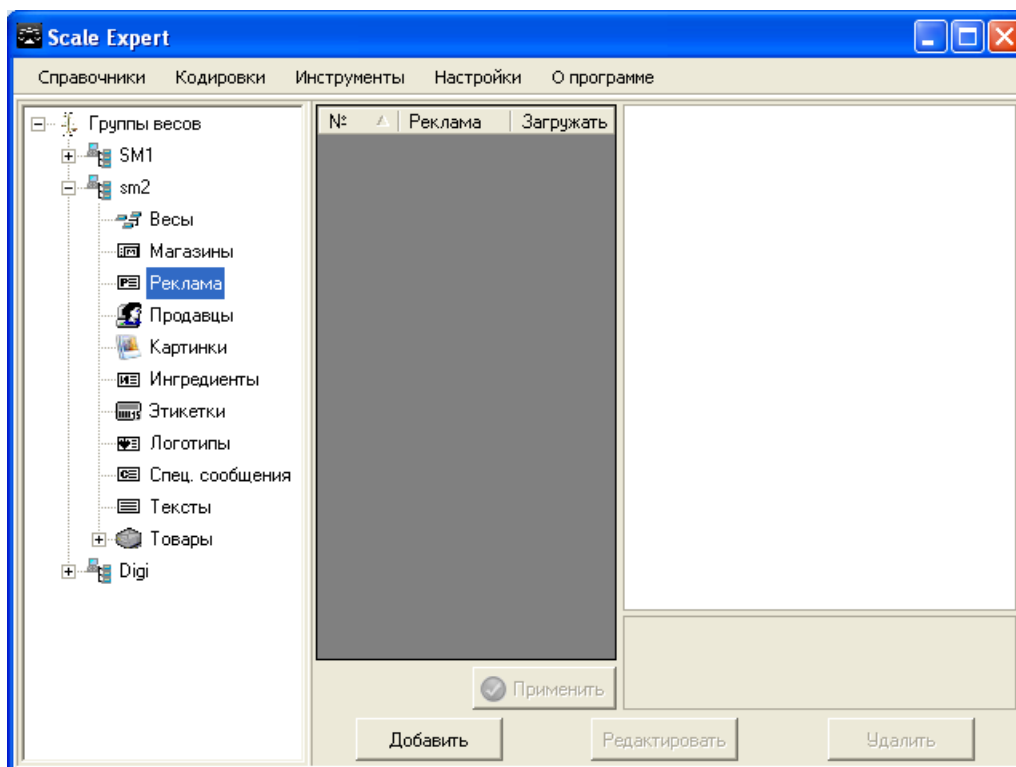 Scale Expert
Справочники Кодировки Инструменты Настройки О программе
Группы весов
SM1
sm2
Весы
Магазины
Реклама
Продавцы
Картинки
Ингредиенты
Этикетки
Логотипы
Спец. сообщения
Тексты
Товары
Digi
№ Реклама Загружать
Применить
Добавить Редактировать Удалить